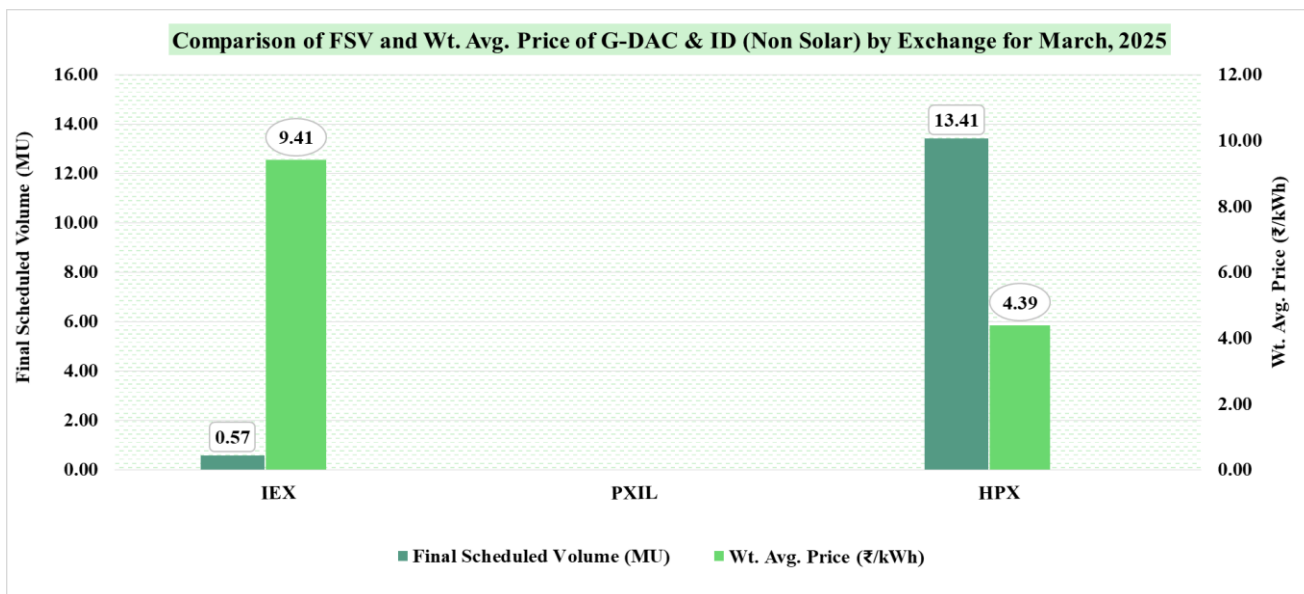 Comparison of FSV and Wt. Avg. Price of G-DAC & ID (Non Solar) by Exchange for March, 2025
Final Scheduled Volume (MU)
16.00
14.00
12.00
10.00
8.00
6.00
4.00
2.00
0.00
0.57
9.41
13.41
4.39
12.00
10.00
8.00
6.00
4.00
2.00
0.00
Wt. Avg. Price (₹/kWh)
IEX
PXIL
HPX
Final Scheduled Volume (MU)
Wt. Avg. Price (₹/kWh)